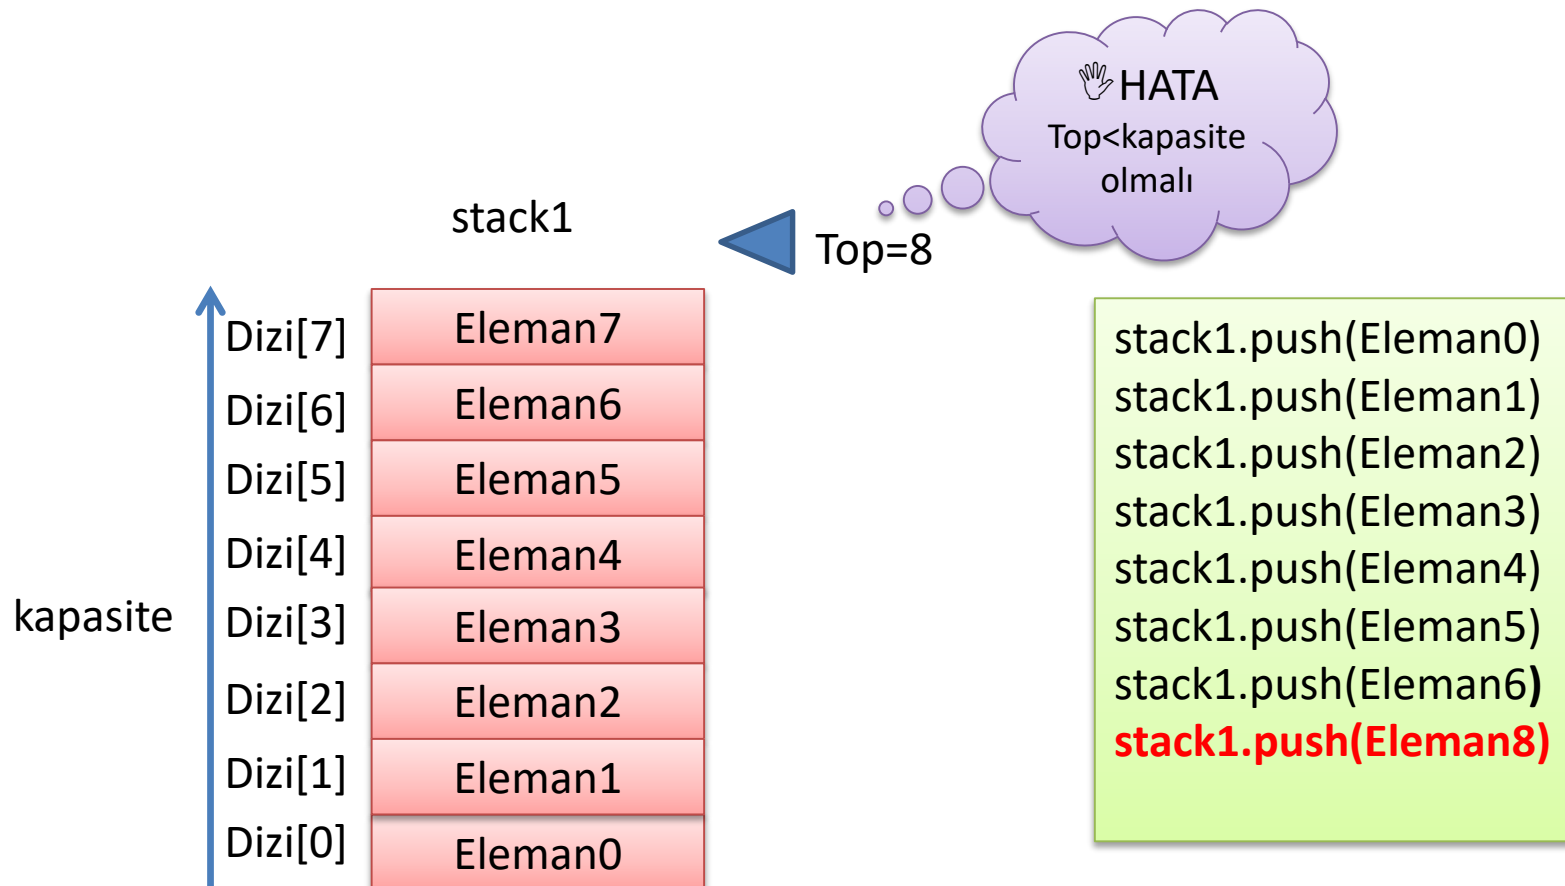 🖐HATA
Top<kapasite
olmalı
stack1
Top=8
kapasite
Dizi[7] Eleman7
Dizi[6] Eleman6
Dizi[5] Eleman5
Dizi[4] Eleman4
Dizi[3] Eleman3
Dizi[2] Eleman2
Dizi[1] Eleman1
Dizi[0] Eleman0
stack1.push(Eleman0)
stack1.push(Eleman1)
stack1.push(Eleman2)
stack1.push(Eleman3)
stack1.push(Eleman4)
stack1.push(Eleman5)
stack1.push(Eleman6)
stack1.push(Eleman8)